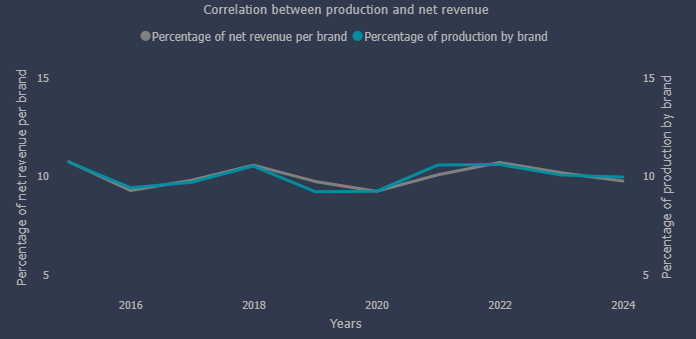 Correlation between production and net revenue
Percentage of net revenue per brand
Percentage of production by brand
Percentage of net revenue per brand
15
10
5
15
10
5
Percentage of production by brand
2016
2018
2020
2022
2024
Years